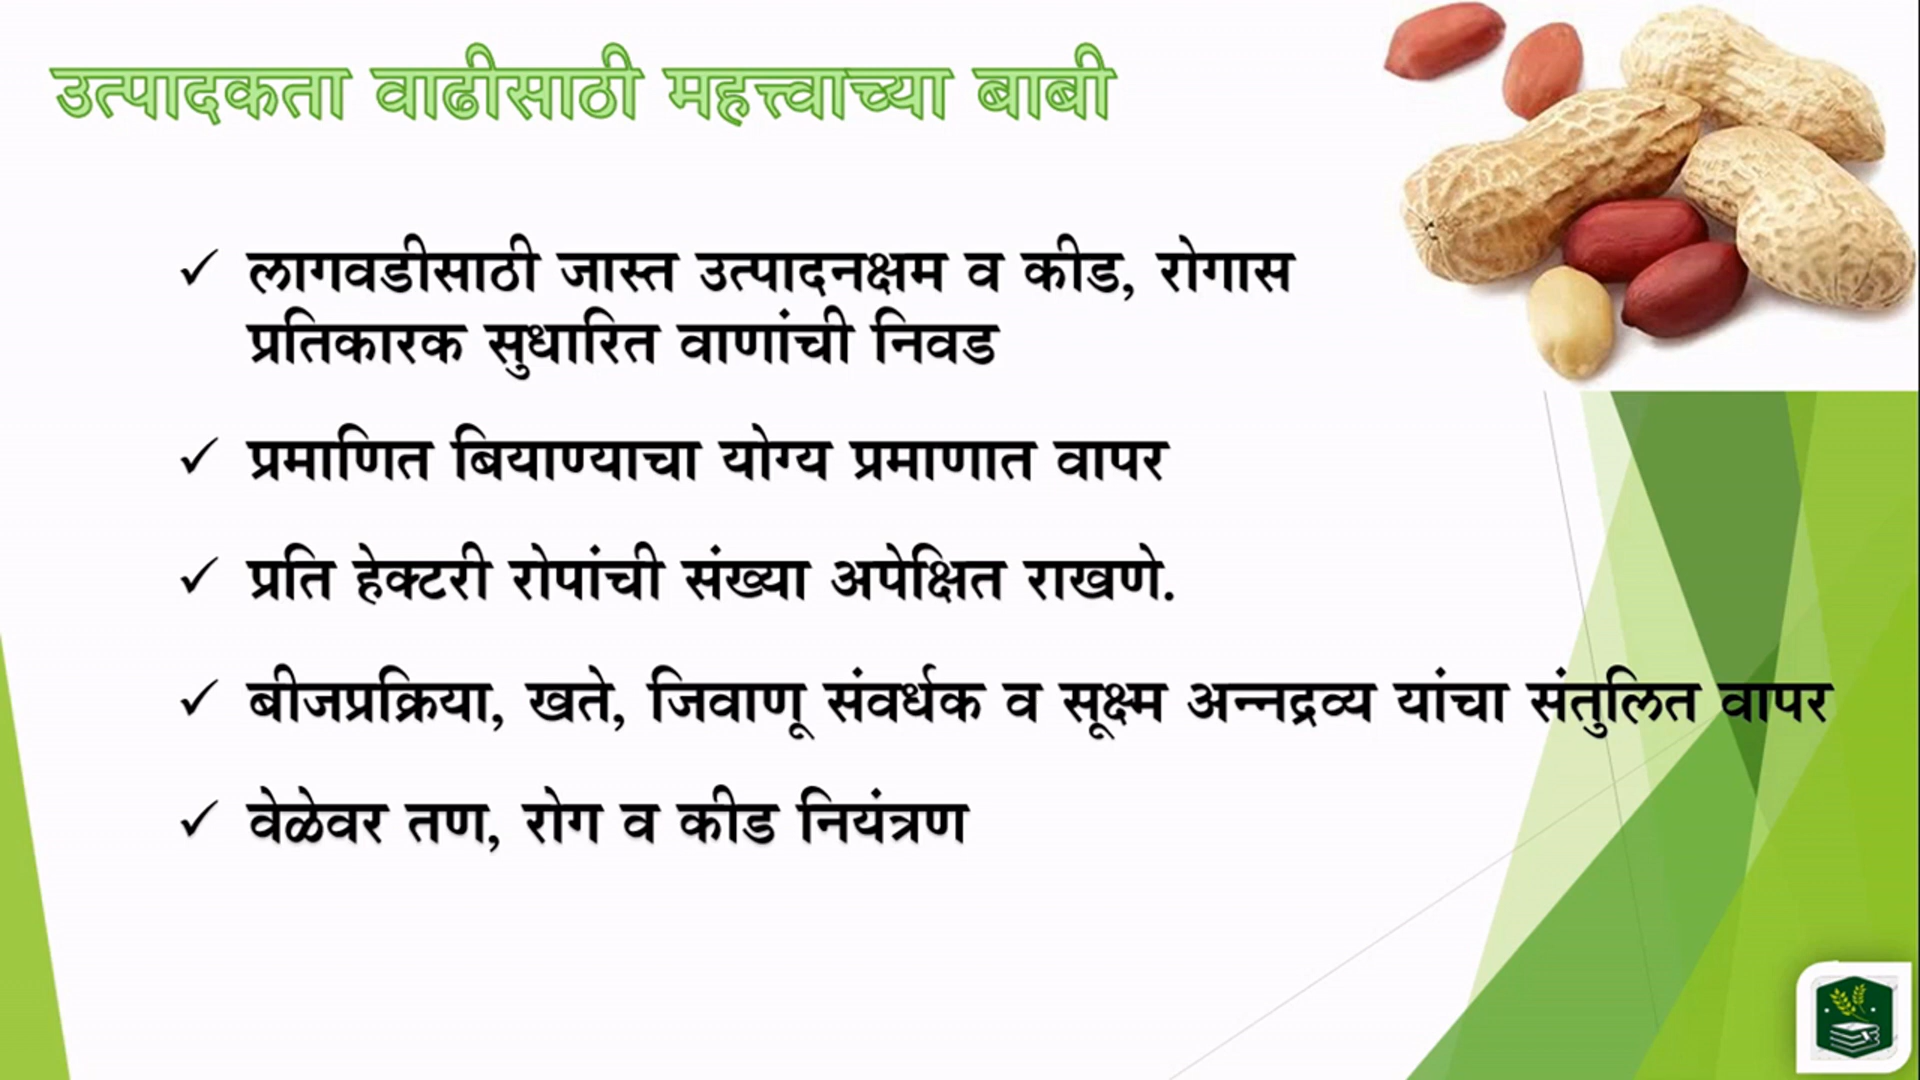 उत्पादकता वाढीसाठी महत्त्वाच्या बाबी
✓ लागवडीसाठी जास्त उत्पादनक्षम व कीड, रोगास
प्रतिकारक सुधारित वाणांची निवड
✓ प्रमाणित बियाण्याचा योग्य प्रमाणात वापर
✓ प्रति हेक्टरी रोपांची संख्या अपेक्षित राखणे.
✓ बीजप्रक्रिया, खते, जिवाणू संवर्धक व सूक्ष्म अन्नद्रव्य यांचा संतुलित वापर
✓ वेळेवर तण, रोग व कीड नियंत्रण